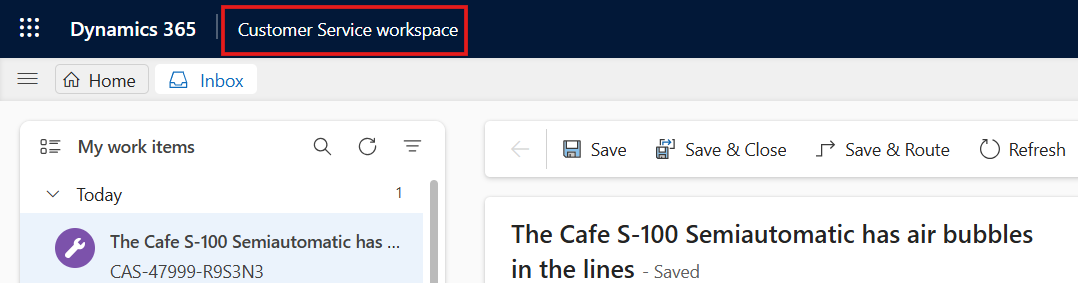 Dynamics 365
Customer Service workspace
Home
Inbox
My work items
Today
1
The Cafe S-100 Semiautomatic has ...
CAS-47999-R9S3N3
Save
Save & Close
Save & Route
Refresh
The Cafe S-100 Semiautomatic has air bubbles
in the lines - Saved